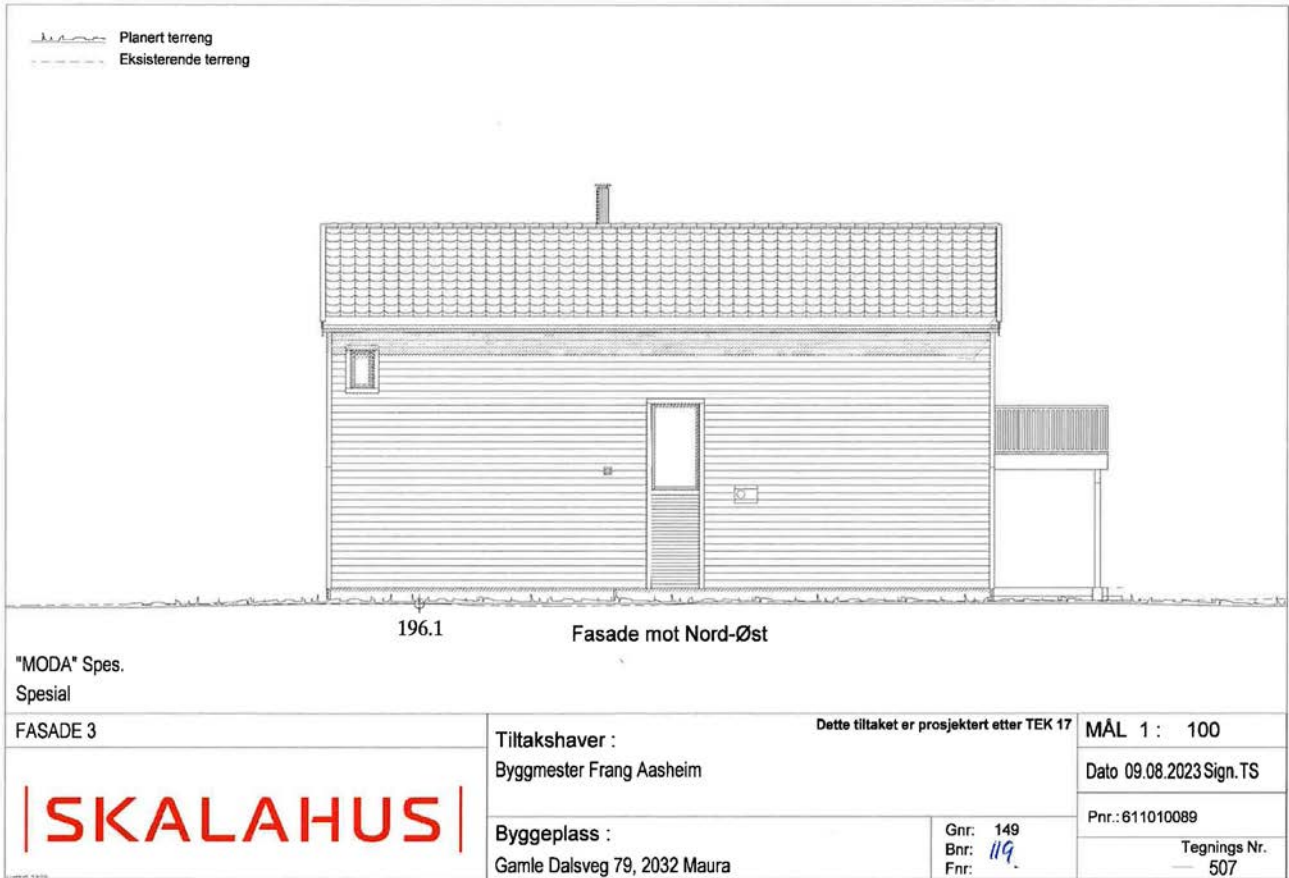 Planert terreng
Eksisterende terreng
196.1
Fasade mot Nord-Øst
"MODA" Spes.
Spesial
FASADE 3
|SKALAHUS|
Tiltakshaver :
Dette tiltaket er prosjektert etter TEK 17
Byggmester Frang Aasheim
Byggeplass :
Gamle Dalsveg 79, 2032 Maura
Gnr: 149
Bnr: 119
Fnr: -
MÅL 1 : 100
Dato 09.08.2023 Sign. TS
Pnr.: 611010089
Tegnings Nr.
507